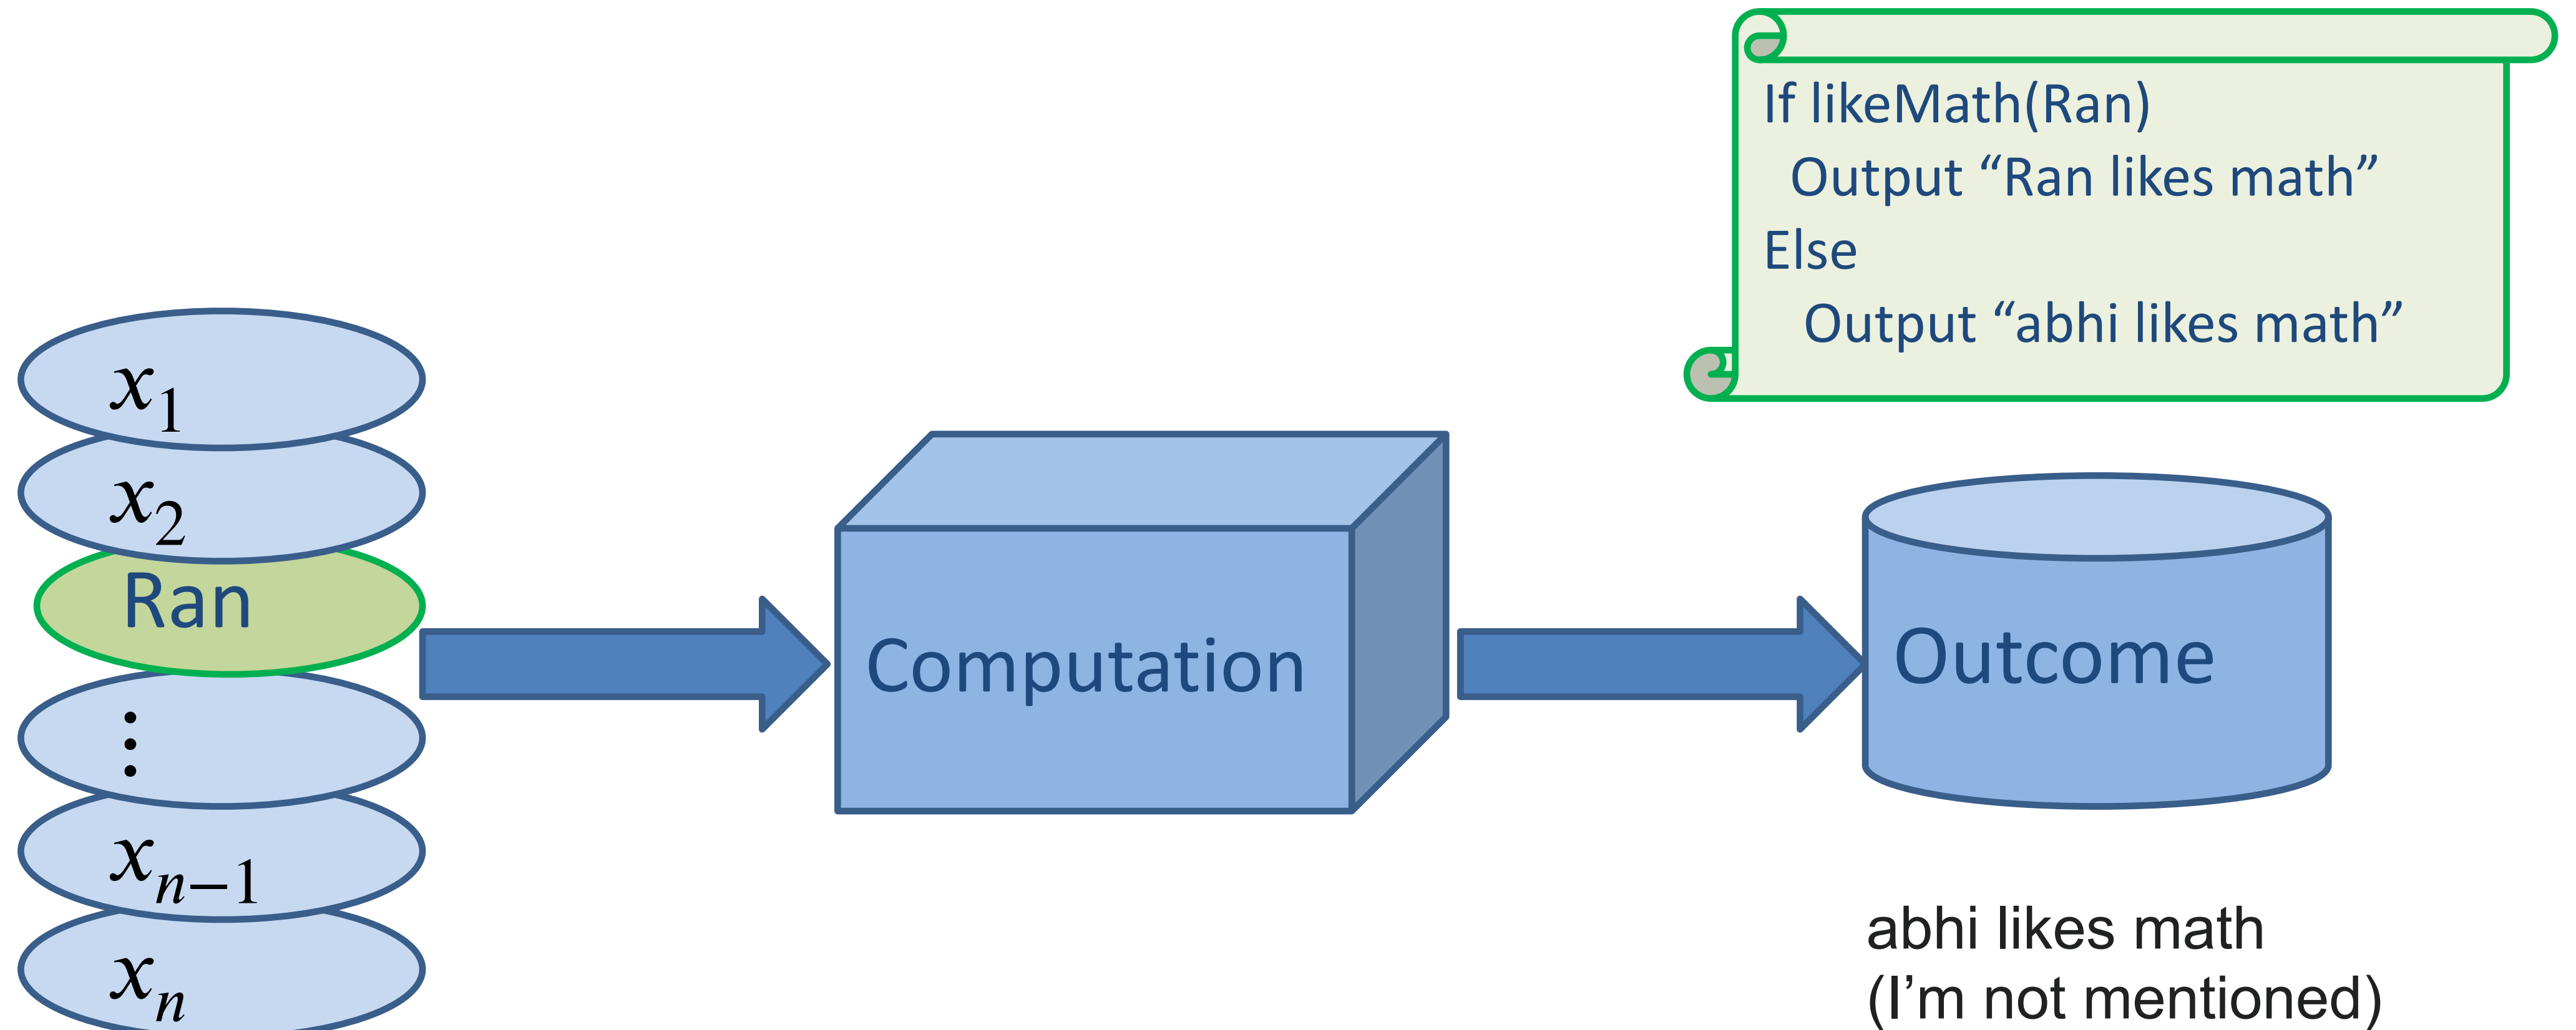 If likeMath(Ran)
Output “Ran likes math”
Else
Output “abhi likes math”
x1
x2
Ran
⋮
xn−1
xn
Computation
Outcome
abhi likes math
(I’m not mentioned)